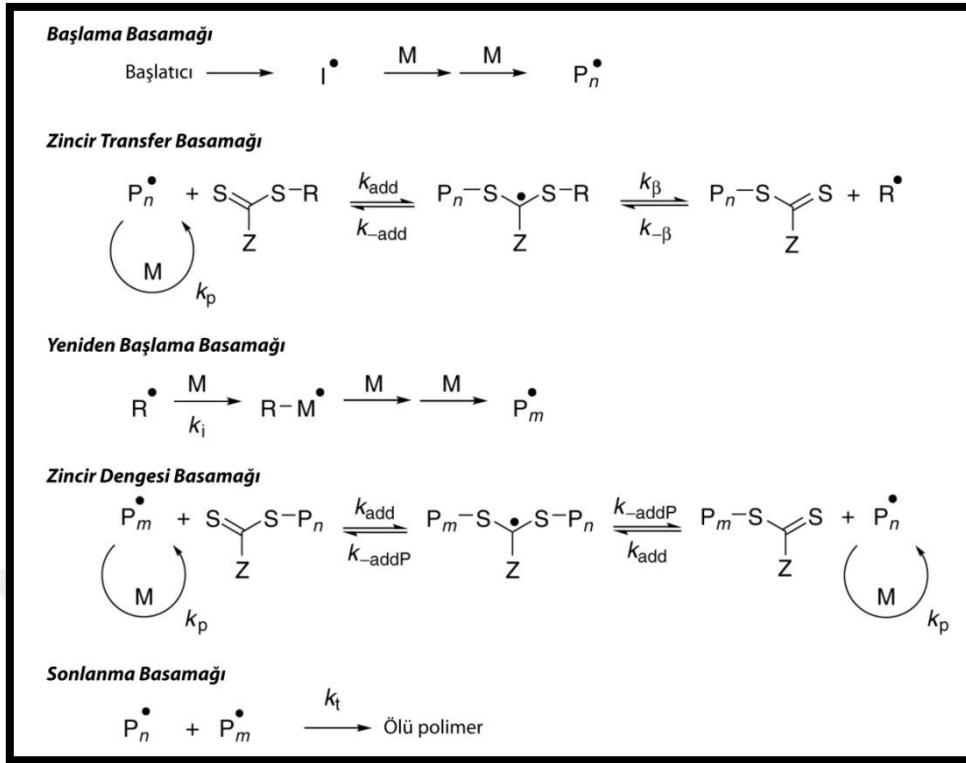 Başlama Basamağı
Başlatıcı → I• M M Pn•
Zincir Transfer Basamağı
Pn• + S S–R Z kadd k–add Pn–S • S–R Z kβ k–β Pn–S S Z + R•
M kp
Yeniden Başlama Basamağı
R• M ki R–M• M M Pm•
Zincir Dengesi Basamağı
Pm• + S S–Pn Z kadd k–addP Pm–S • S–Pn Z k–addP kadd Pm–S S Z + Pn•
M kp M kp
Sonlanma Basamağı
Pn• + Pm• kt → Ölü polimer